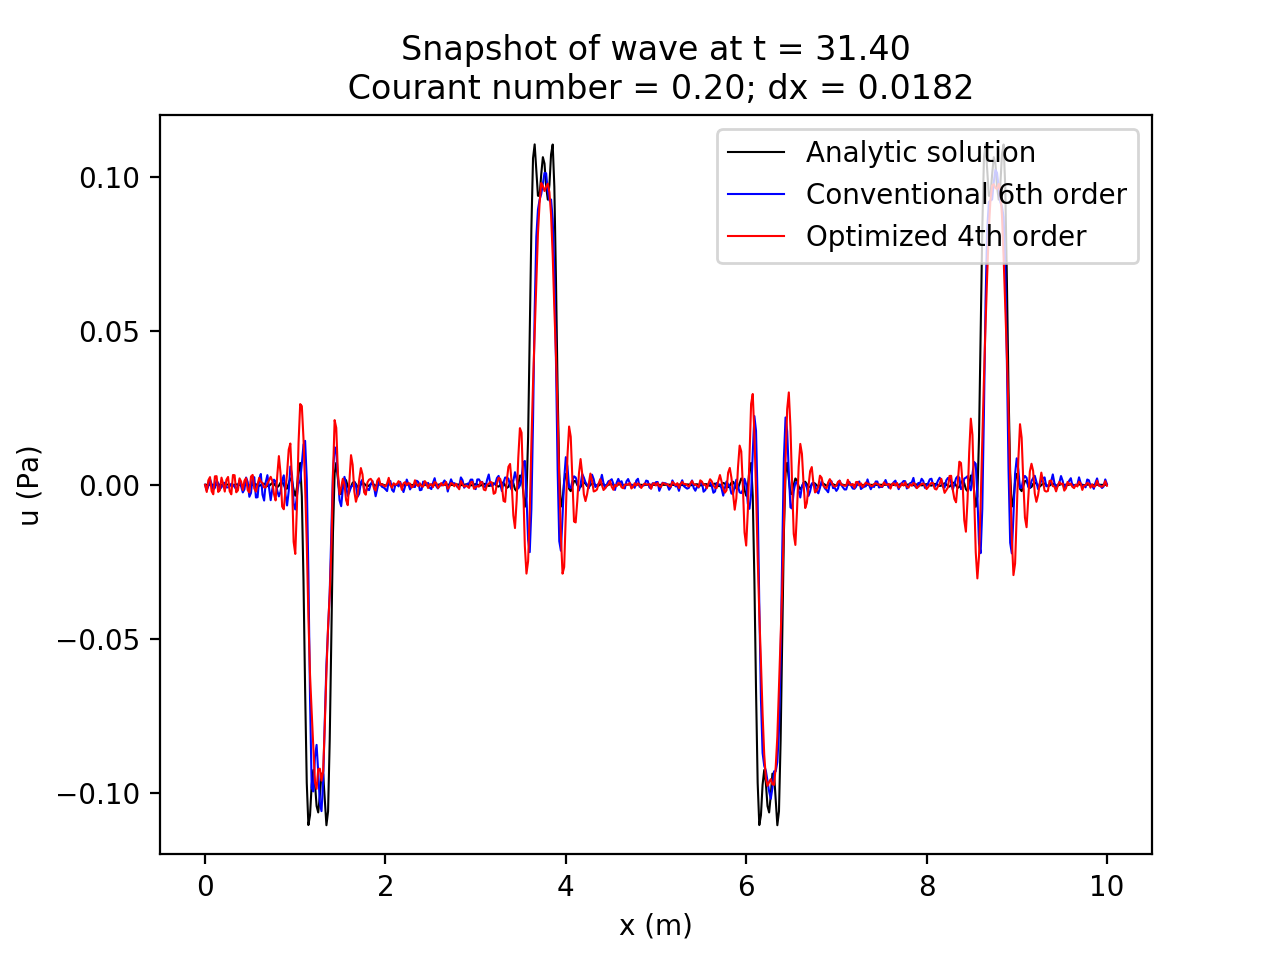 Snapshot of wave at t = 31.40
Courant number = 0.20; dx = 0.0182
Analytic solution
Conventional 6th order
Optimized 4th order
0.10
0.05
0.00
−0.05
−0.10
u (Pa)
0 2 4 6 8 10
x (m)